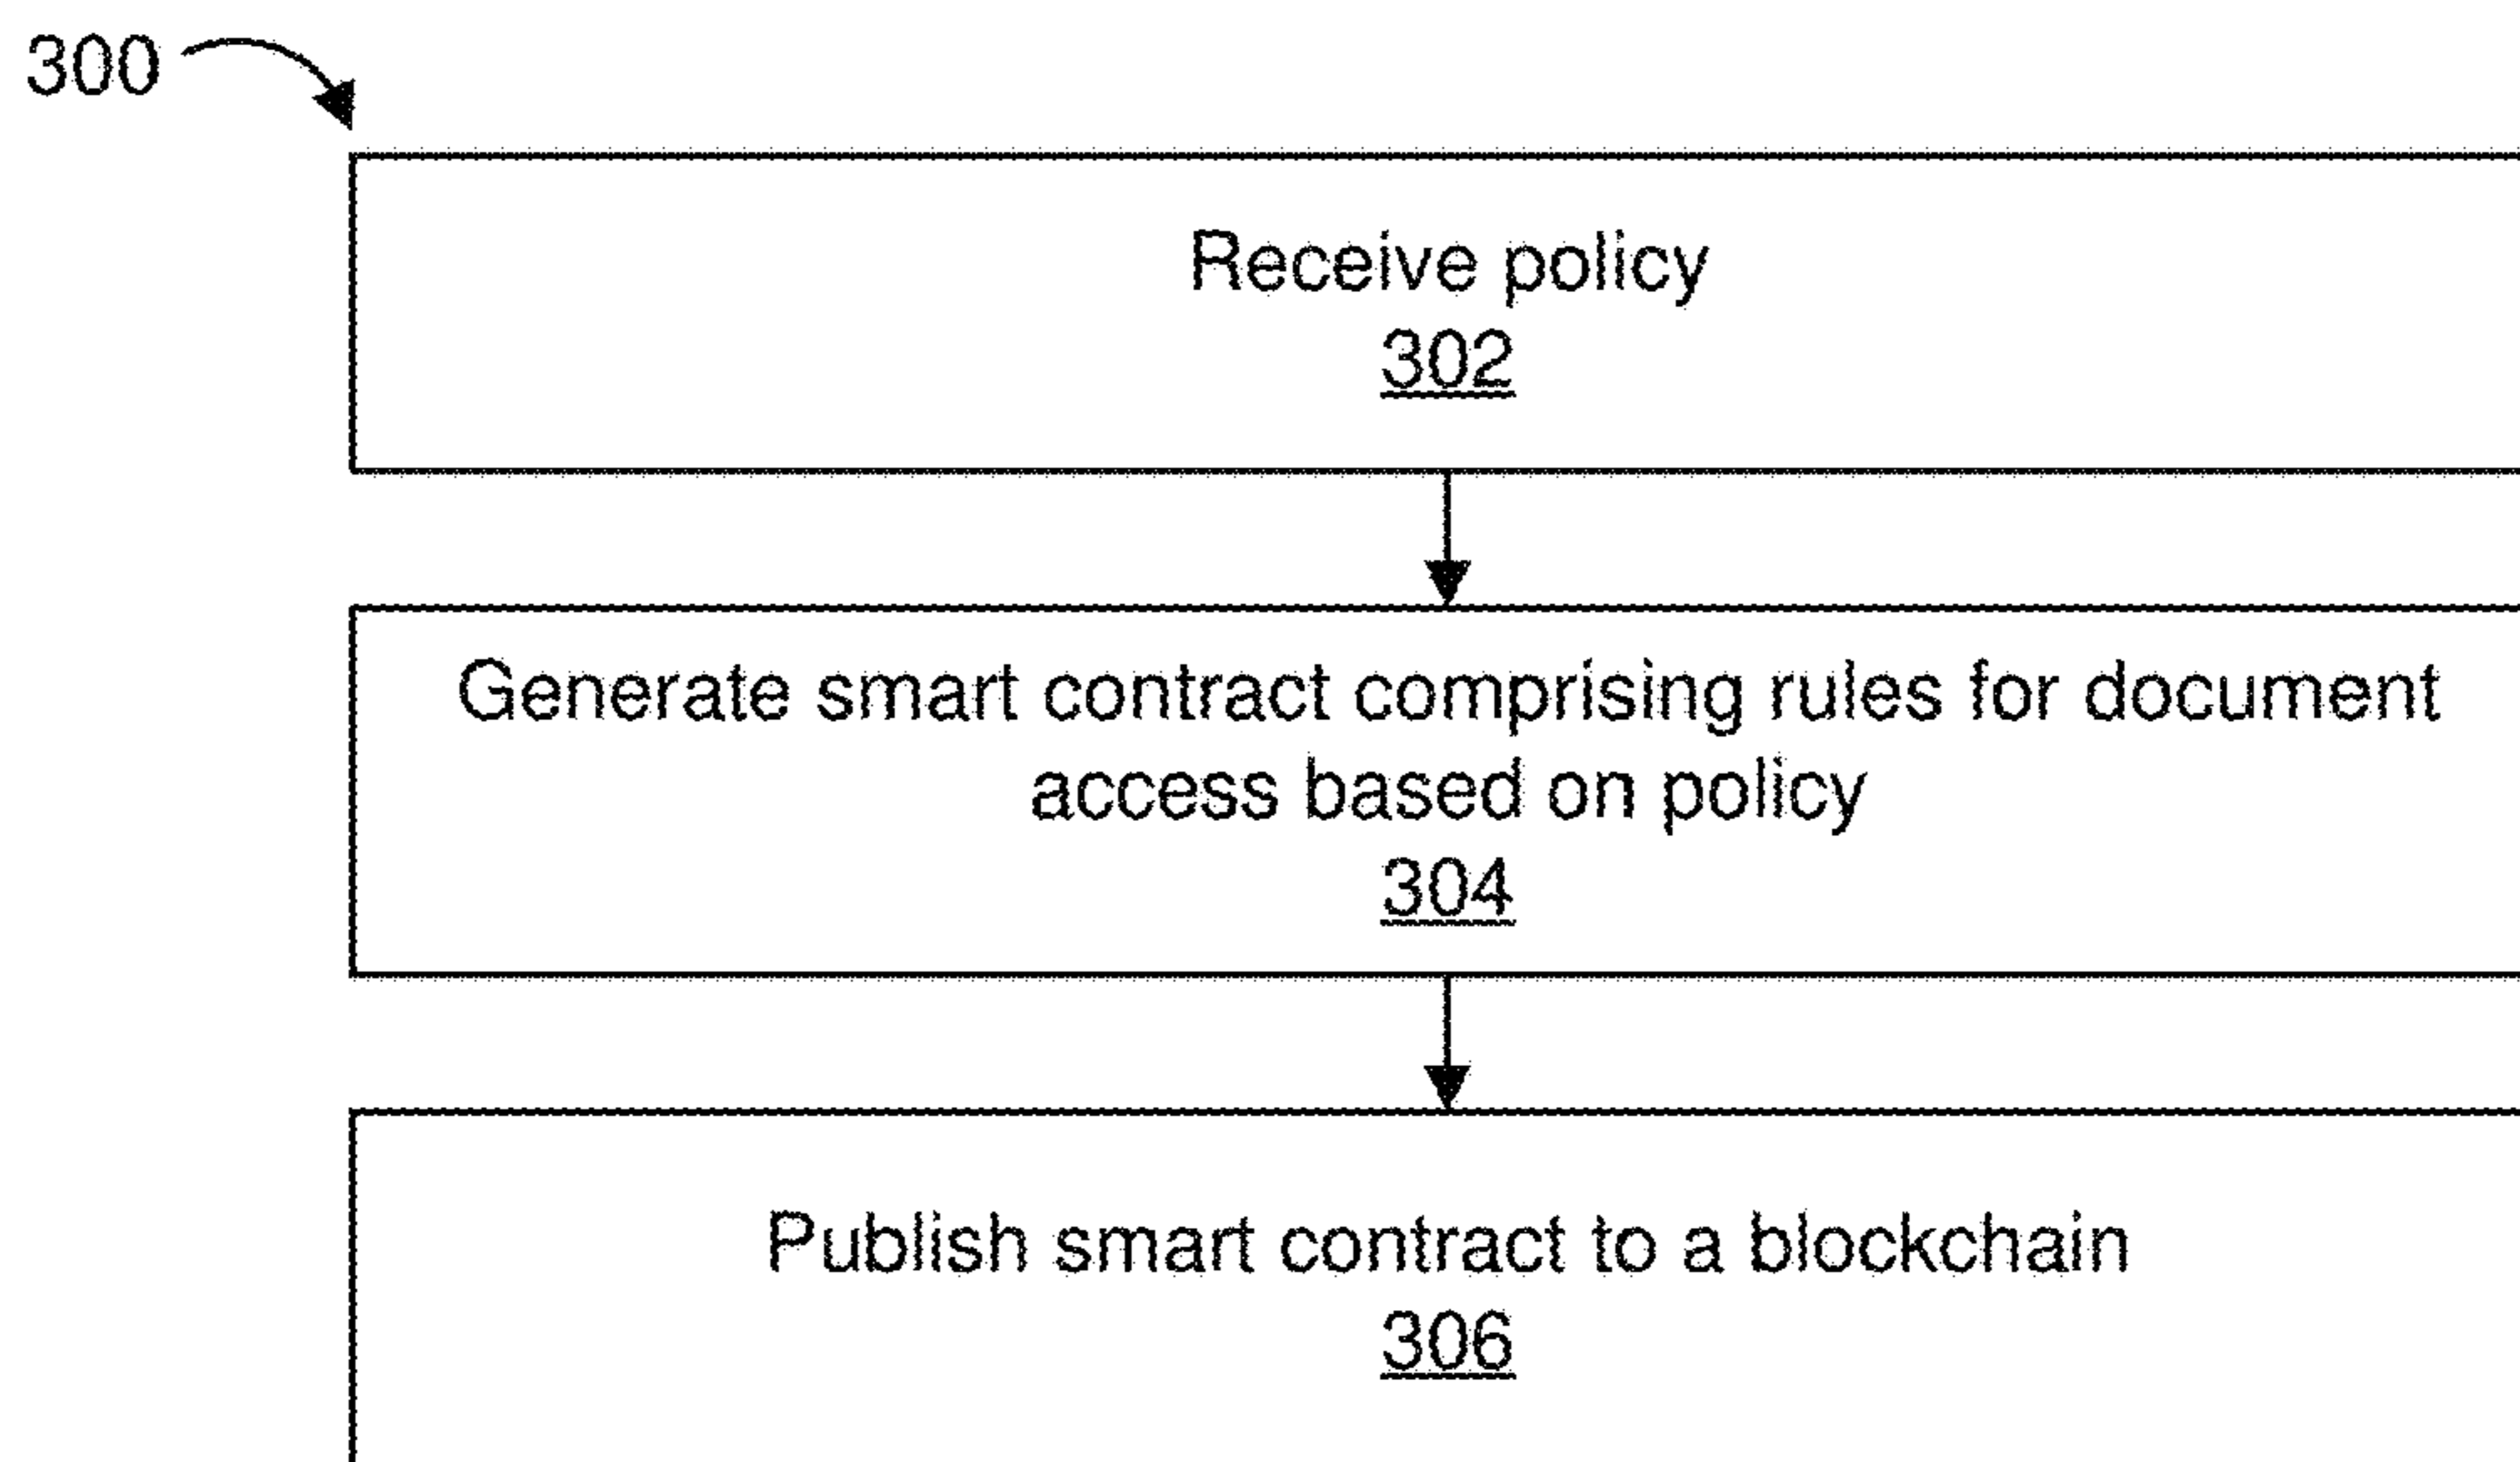 300
Receive policy
302
Generate smart contract comprising rules for document
access based on policy
304
Publish smart contract to a blockchain
306